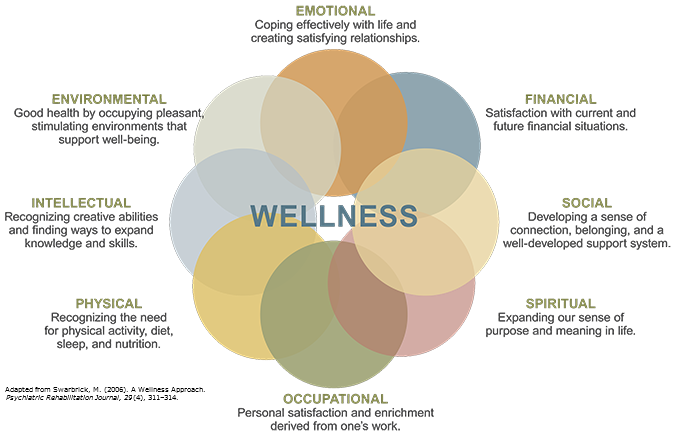 EMOTIONAL
Coping effectively with life and
creating satisfying relationships.
ENVIRONMENTAL
Good health by occupying pleasant,
stimulating environments that
support well-being.
FINANCIAL
Satisfaction with current and
future financial situations.
INTELLECTUAL
Recognizing creative abilities
and finding ways to expand
knowledge and skills.
WELLNESS
SOCIAL
Developing a sense of
connection, belonging, and a
well-developed support system.
PHYSICAL
Recognizing the need
for physical activity, diet,
sleep, and nutrition.
SPIRITUAL
Expanding our sense of
purpose and meaning in life.
Adapted from Swarbrick, M. (2006). A Wellness Approach.
Psychiatric Rehabilitation Journal, 29(4), 311–314.
OCCUPATIONAL
Personal satisfaction and enrichment
derived from one's work.